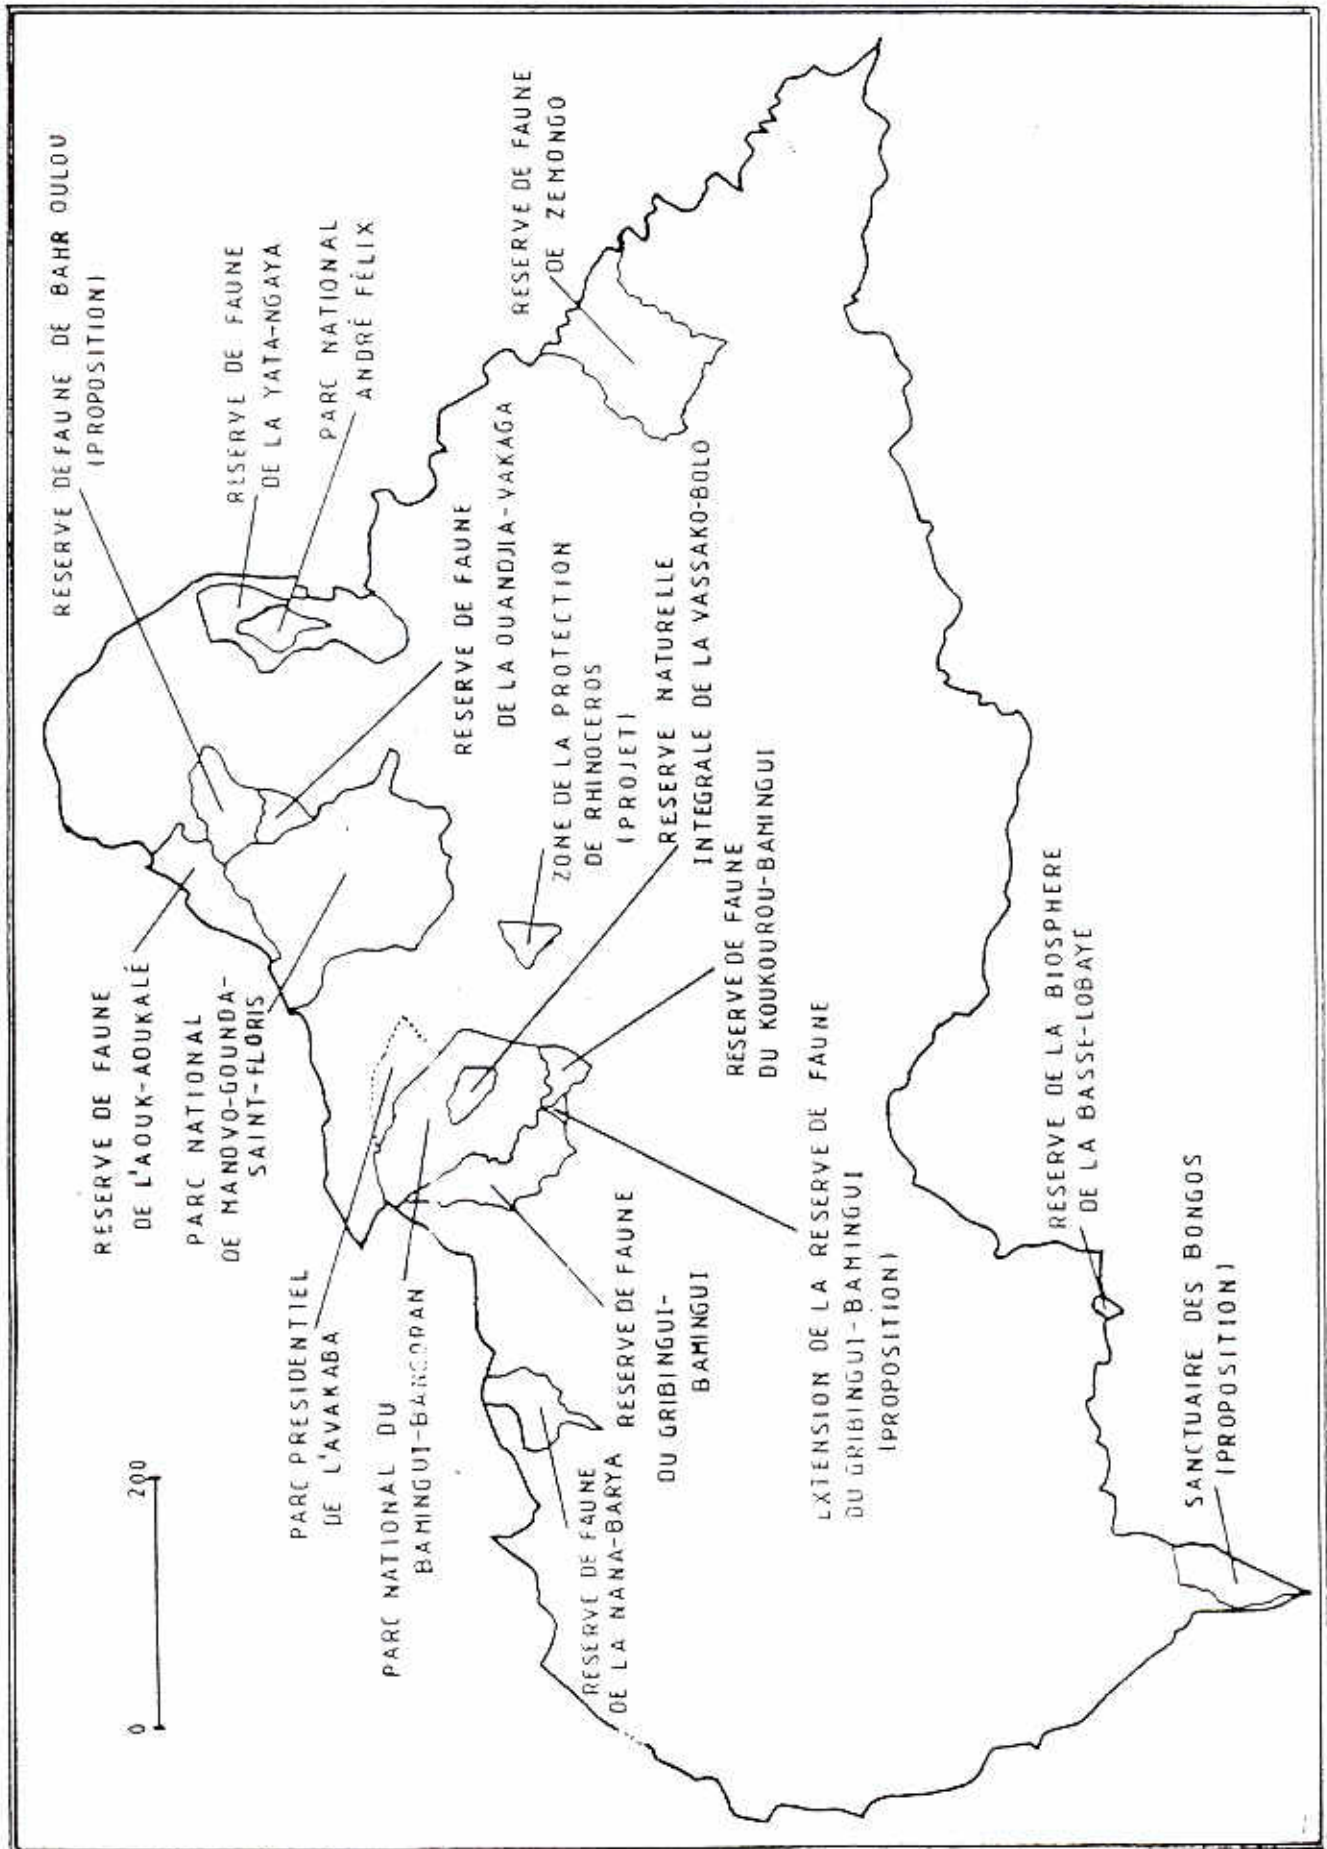 RESERVE DE FAUNE DE BAHR OULOU
(PROPOSITION)
RESERVE DE FAUNE
DE LA YATA-NGAYA
PARC NATIONAL
ANDRÉ FÉLIX
RESERVE DE FAUNE
DE ZEMONGO
RESERVE DE FAUNE
DE L'AOUK-AOUKALÉ
PARC NATIONAL
DE MANOVO-GOUNDA-
SAINT-FLORIS
RESERVE DE FAUNE
DE LA OUANDJIA-VAKAGA
ZONE DE LA PROTECTION
DE RHINOCEROS
(PROJET)
RESERVE NATURELLE
INTEGRALE DE LA VASSAKO-BOLO
RESERVE DE FAUNE
DU KOUKOUROU-BAMINGUI
0 200
PARC PRESIDENTIEL
DE L'AVAKABA
PARC NATIONAL DU
BAMINGUI-BANGORAN
RESERVE DE FAUNE
DE LA NANA-BARYA
RESERVE DE FAUNE
DU GRIBINGUI-
BAMINGUI
EXTENSION DE LA RESERVE DE FAUNE
DU GRIBINGUI-BAMINGUI
(PROPOSITION)
RESERVE DE LA BIOSPHERE
DE LA BASSE-LOBAYE
SANCTUAIRE DES BONGOS
(PROPOSITION)